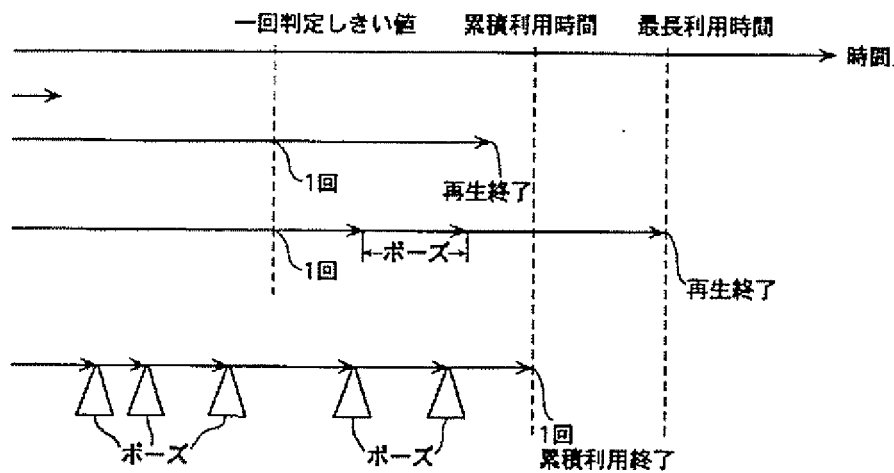 一回判定しきい値 累積利用時間 最長利用時間
時間
1回
再生終了
1回
ポーズ
再生終了
ポーズ
ポーズ
1回
累積利用終了